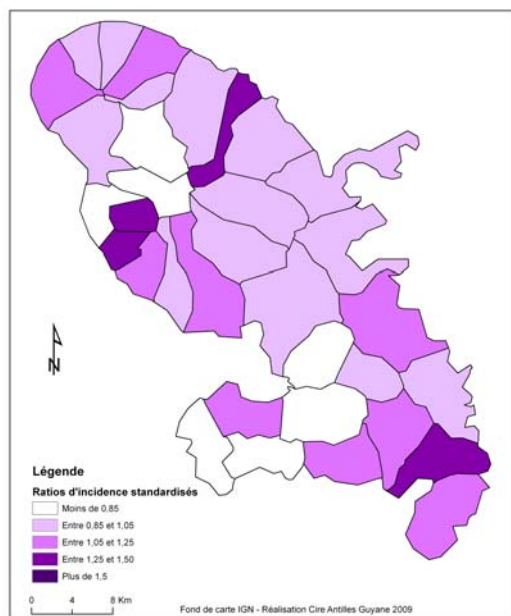 N
Légende
Ratios d'incidence standardisés
Moins de 0,85
Entre 0,85 et 1,05
Entre 1,05 et 1,25
Entre 1,25 et 1,50
Plus de 1,5
0 4 8 Km
Fond de carte IGN - Réalisation Cire Antilles Guyane 2009